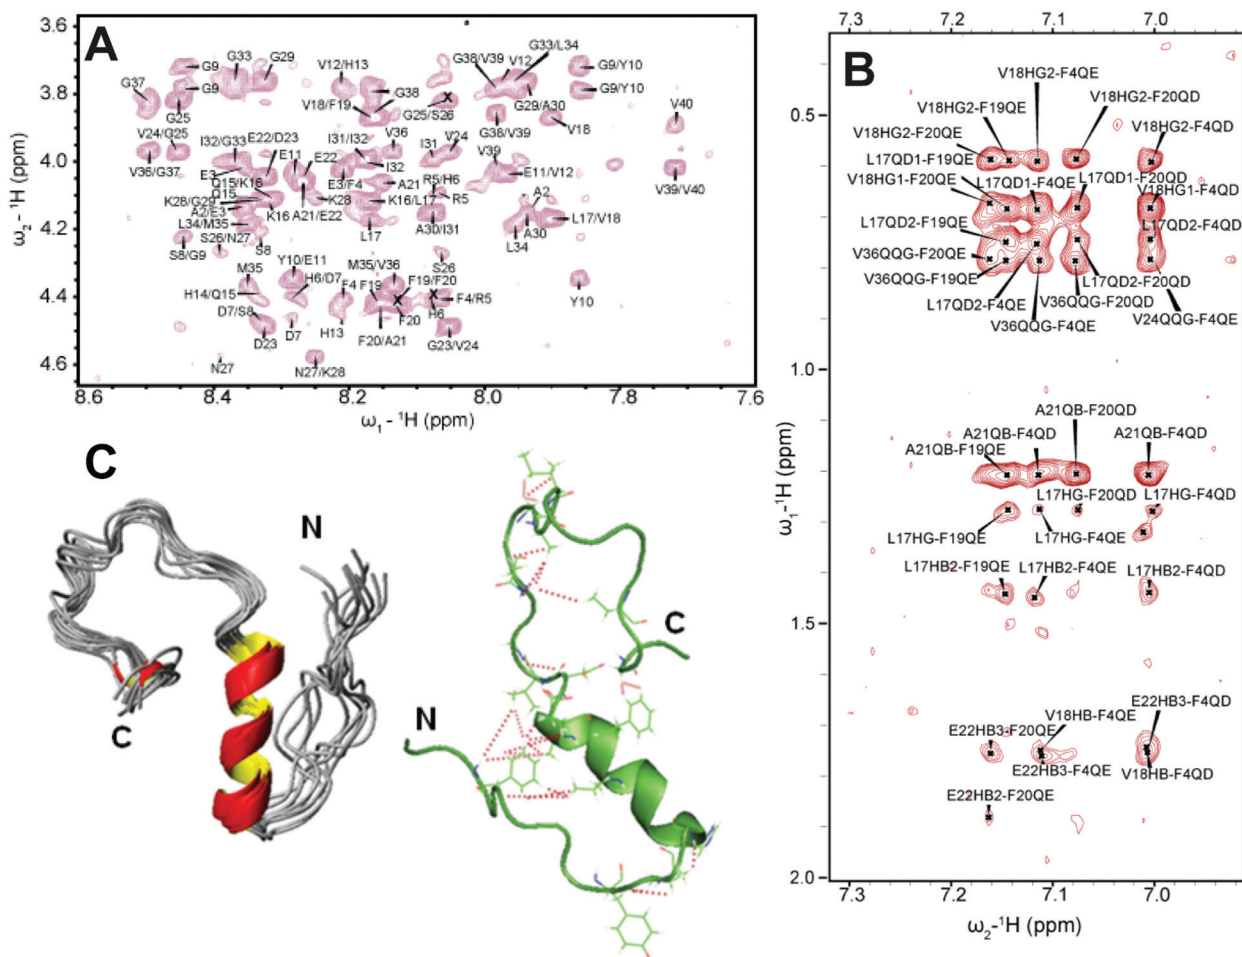 A
3.6
3.8
4.0
4.2
4.4
4.6
ω2 - 1H (ppm)
G37
G9
G9
G25
G33
G29
V12/H13
G38
V18/F19
G38/V39
V12
G33/L34
G9/Y10
G9/Y10
G25/S26
X
G29/A30
V40
V24/G25
V36/G37
I32/G33
E22/D23
E11
E22
I31/I32
V36
I32
G38/V39
V24
I31
V18
V39
E11/V12
V39/V40
E3
Q15/K16
Q15
K28/G29
A2/E3
L34/M35
K16
A21/E22
K28
E3/F4
A21
K16/L17
R5/H6
R5
A2
S26/N27
S8
L17
A30/I31
L34
A30
L17/V18
S8/G9
M35
Y10/E11
H6/D7
M35/V36
S26
F19/F20
H14/Q15
F4
F19
X
X
F4/R5
Y10
D7/S8
D7
H13
F20
H6
D23
F20/A21
G23/V24
N27
N27/K28
8.6
8.4
8.2
8.0
7.8
7.6
ω1 - 1H (ppm)
B
7.3
7.2
7.1
7.0
0.5
1.0
1.5
2.0
ω1-1H (ppm)
V18HG2-F4QE
V18HG2-F19QE
V18HG2-F20QD
V18HG2-F20QE
V18HG2-F4QD
L17QD1-F19QE
V18HG1-F20QE
L17QD1-F4QE
L17QD1-F20QD
V18HG1-F4QD
L17QD2-F19QE
L17QD2-F4QD
V36QQG-F20QE
V36QQG-F19QE
L17QD2-F20QD
L17QD2-F4QE
V36QQG-F20QD
V36QQG-F4QE
V24QQG-F4QE
A21QB-F20QD
A21QB-F4QD
A21QB-F4QD
A21QB-F19QE
L17HG-F20QD
L17HG-F4QD
L17HG-F19QE
L17HG-F4QE
L17HB2-F19QE
L17HB2-F4QE
L17HB2-F4QD
E22HB3-F4QD
V18HB-F4QE
E22HB3-F20QE
E22HB3-F4QE
V18HB-F4QD
E22HB2-F20QE
7.3
7.2
7.1
7.0
ω2-1H (ppm)
C
N
C
N
C